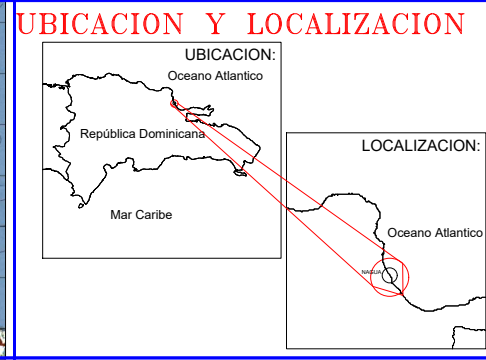 UBICACION Y LOCALIZACION
UBICACION:
Oceano Atlantico
República Dominicana
Mar Caribe
LOCALIZACION:
Oceano Atlantico
NAGUA